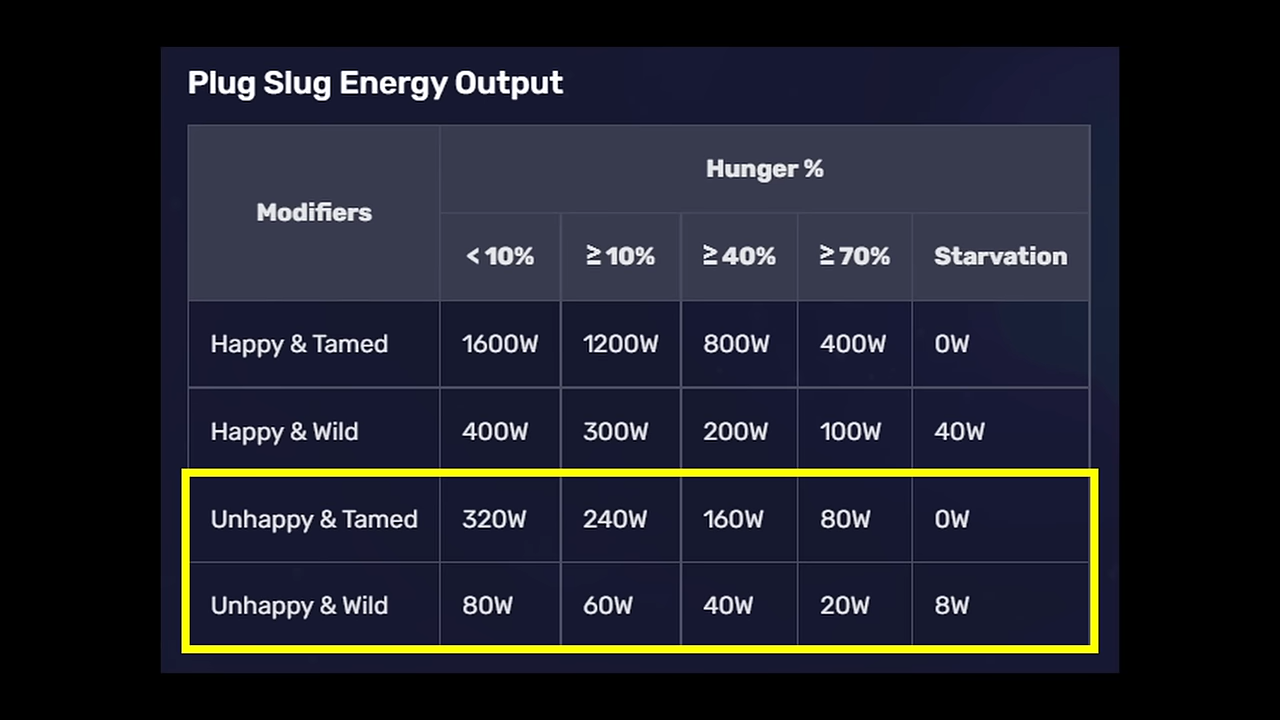 Plug Slug Energy Output
Modifiers
Hunger %
< 10% ≥ 10% ≥ 40% ≥ 70% Starvation
Happy & Tamed 1600W 1200W 800W 400W 0W
Happy & Wild 400W 300W 200W 100W 40W
Unhappy & Tamed 320W 240W 160W 80W 0W
Unhappy & Wild 80W 60W 40W 20W 8W